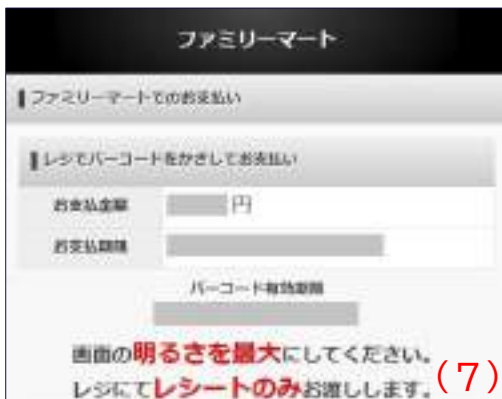 ファミリーマート
ファミリーマートでのお支払い
レジでバーコードをかざしてお支払い
お支払金額 円
お支払期限
バーコード有効期限
画面の明るさを最大にしてください。
レジにてレシートのみお渡しします。(7)